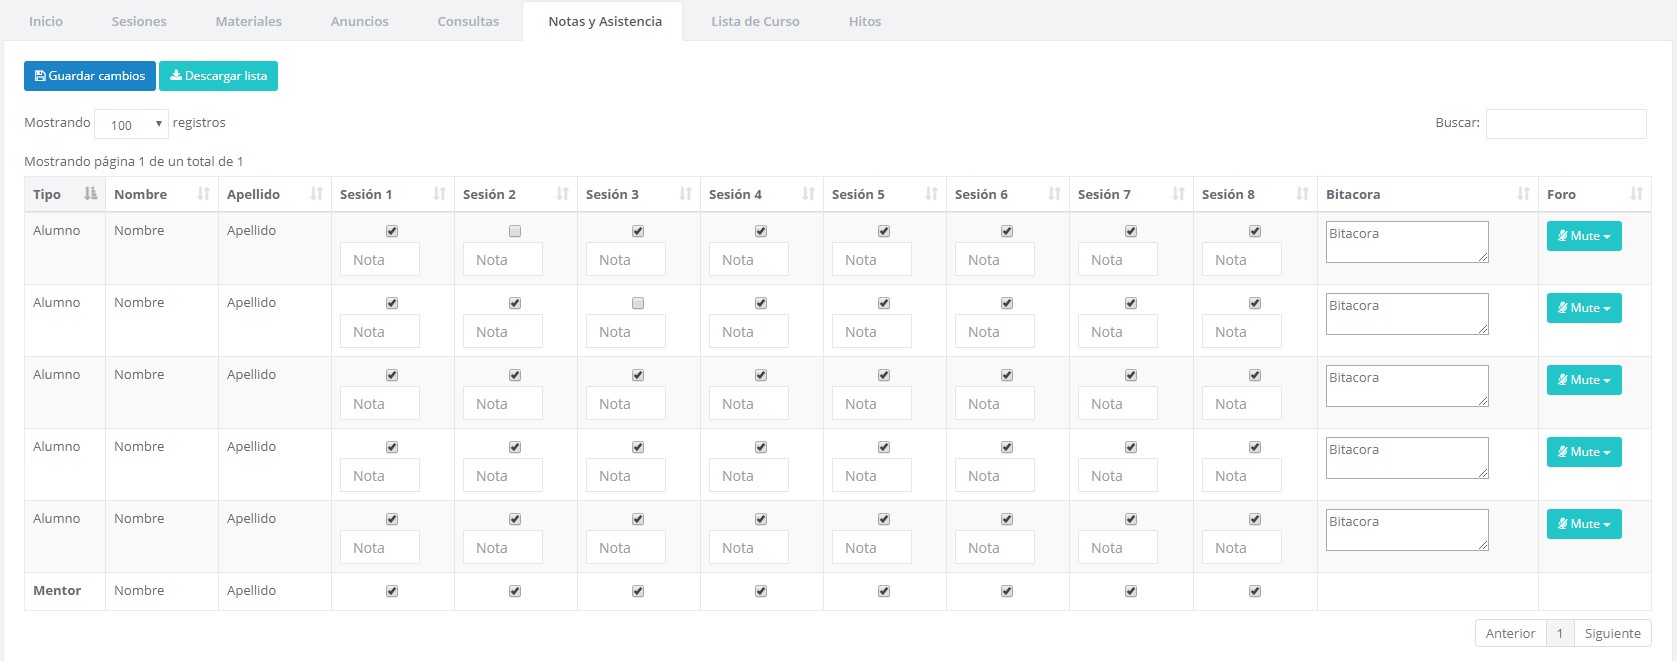 Inicio Sesiones Materiales Anuncios Consultas Notas y Asistencia Lista de Curso Hitos
Guardar cambios Descargar lista
Mostrando 100 registros Buscar:
Mostrando página 1 de un total de 1
Tipo Nombre Apellido Sesión 1 Sesión 2 Sesión 3 Sesión 4 Sesión 5 Sesión 6 Sesión 7 Sesión 8 Bitacora Foro
Alumno Nombre Apellido Bitacora Mute
Nota Nota Nota Nota Nota Nota Nota Nota
Alumno Nombre Apellido Bitacora Mute
Nota Nota Nota Nota Nota Nota Nota Nota
Alumno Nombre Apellido Bitacora Mute
Nota Nota Nota Nota Nota Nota Nota Nota
Alumno Nombre Apellido Bitacora Mute
Nota Nota Nota Nota Nota Nota Nota Nota
Alumno Nombre Apellido Bitacora Mute
Nota Nota Nota Nota Nota Nota Nota Nota
Mentor Nombre Apellido
Anterior 1 Siguiente